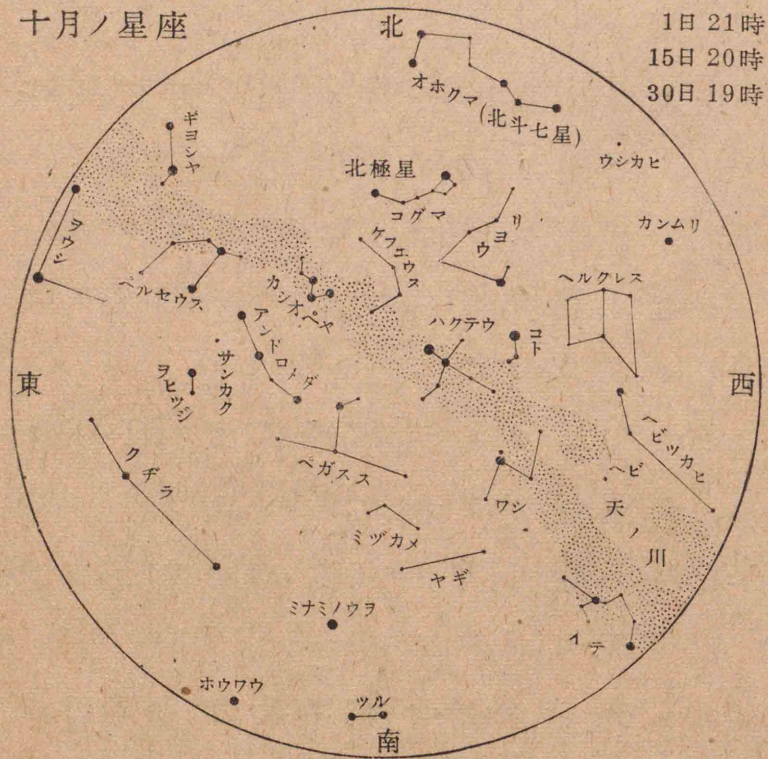 十月ノ星座
1日 21時
15日 20時
30日 19時
北
オホクマ
(北斗七星)
ギヨシヤ
ウシカヒ
北極星
コグマ
リヨウ
カンムリ
ヲウシ
ケフエウス
ペルセウス
カシオペヤ
ヘルクレス
アンドロメダ
ハクテウ
コト
サンカク
ヲヒツジ
東
西
ヘビツカヒ
クヂラ
ペガスス
ヘビ
ワシ
天ノ川
ミヅカメ
ヤギ
ミナミノウヲ
イテ
ホウワウ
ツル
南